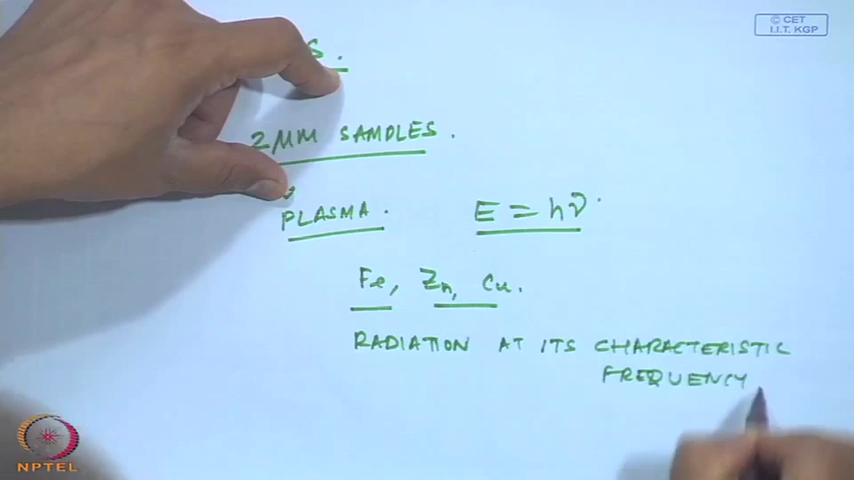 © CET
I.I.T. KGP
S.
2MM SAMPLES.
PLASMA. E = hν.
Fe, Zn, Cu.
RADIATION AT ITS CHARACTERISTIC
FREQUENCY
NPTEL